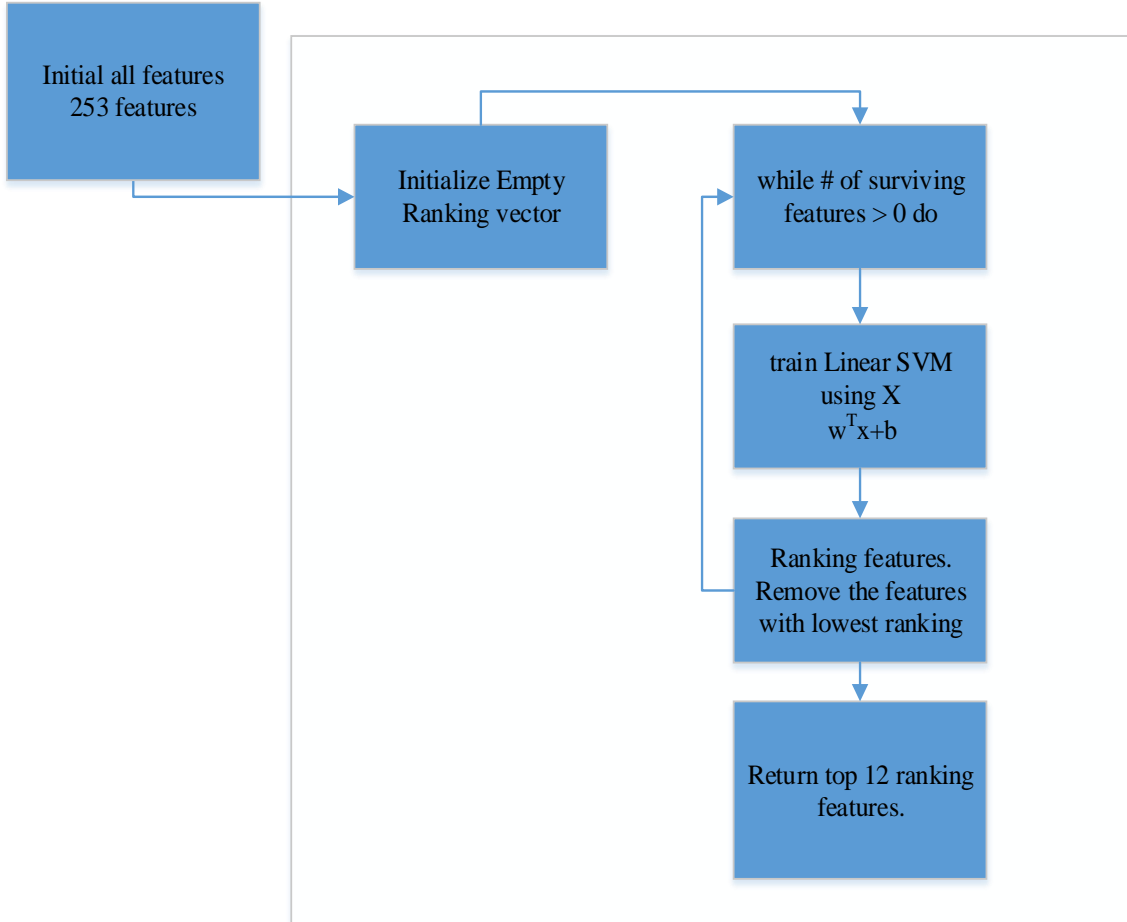 Initial all features
253 features
Initialize Empty
Ranking vector
while # of surviving
features > 0 do
train Linear SVM
using X
wᵀx+b
Ranking features.
Remove the features
with lowest ranking
Return top 12 ranking
features.